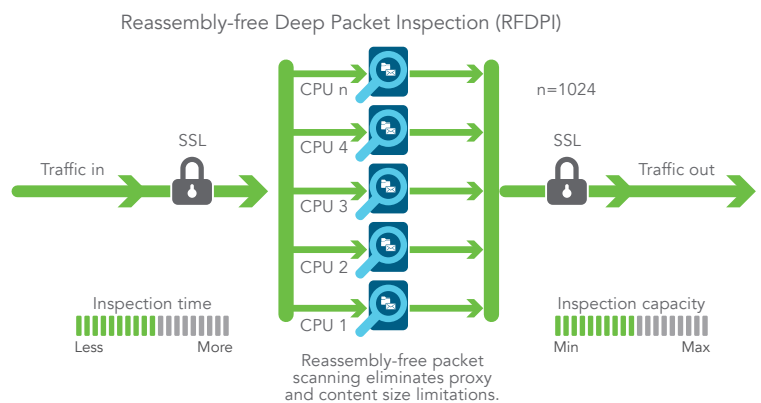 Reassembly-free Deep Packet Inspection (RFDPI)
CPU n
n=1024
CPU 4
SSL
SSL
Traffic in
Traffic out
CPU 3
CPU 2
Inspection time
Less
More
CPU 1
Inspection capacity
Min
Max
Reassembly-free packet
scanning eliminates proxy
and content size limitations.